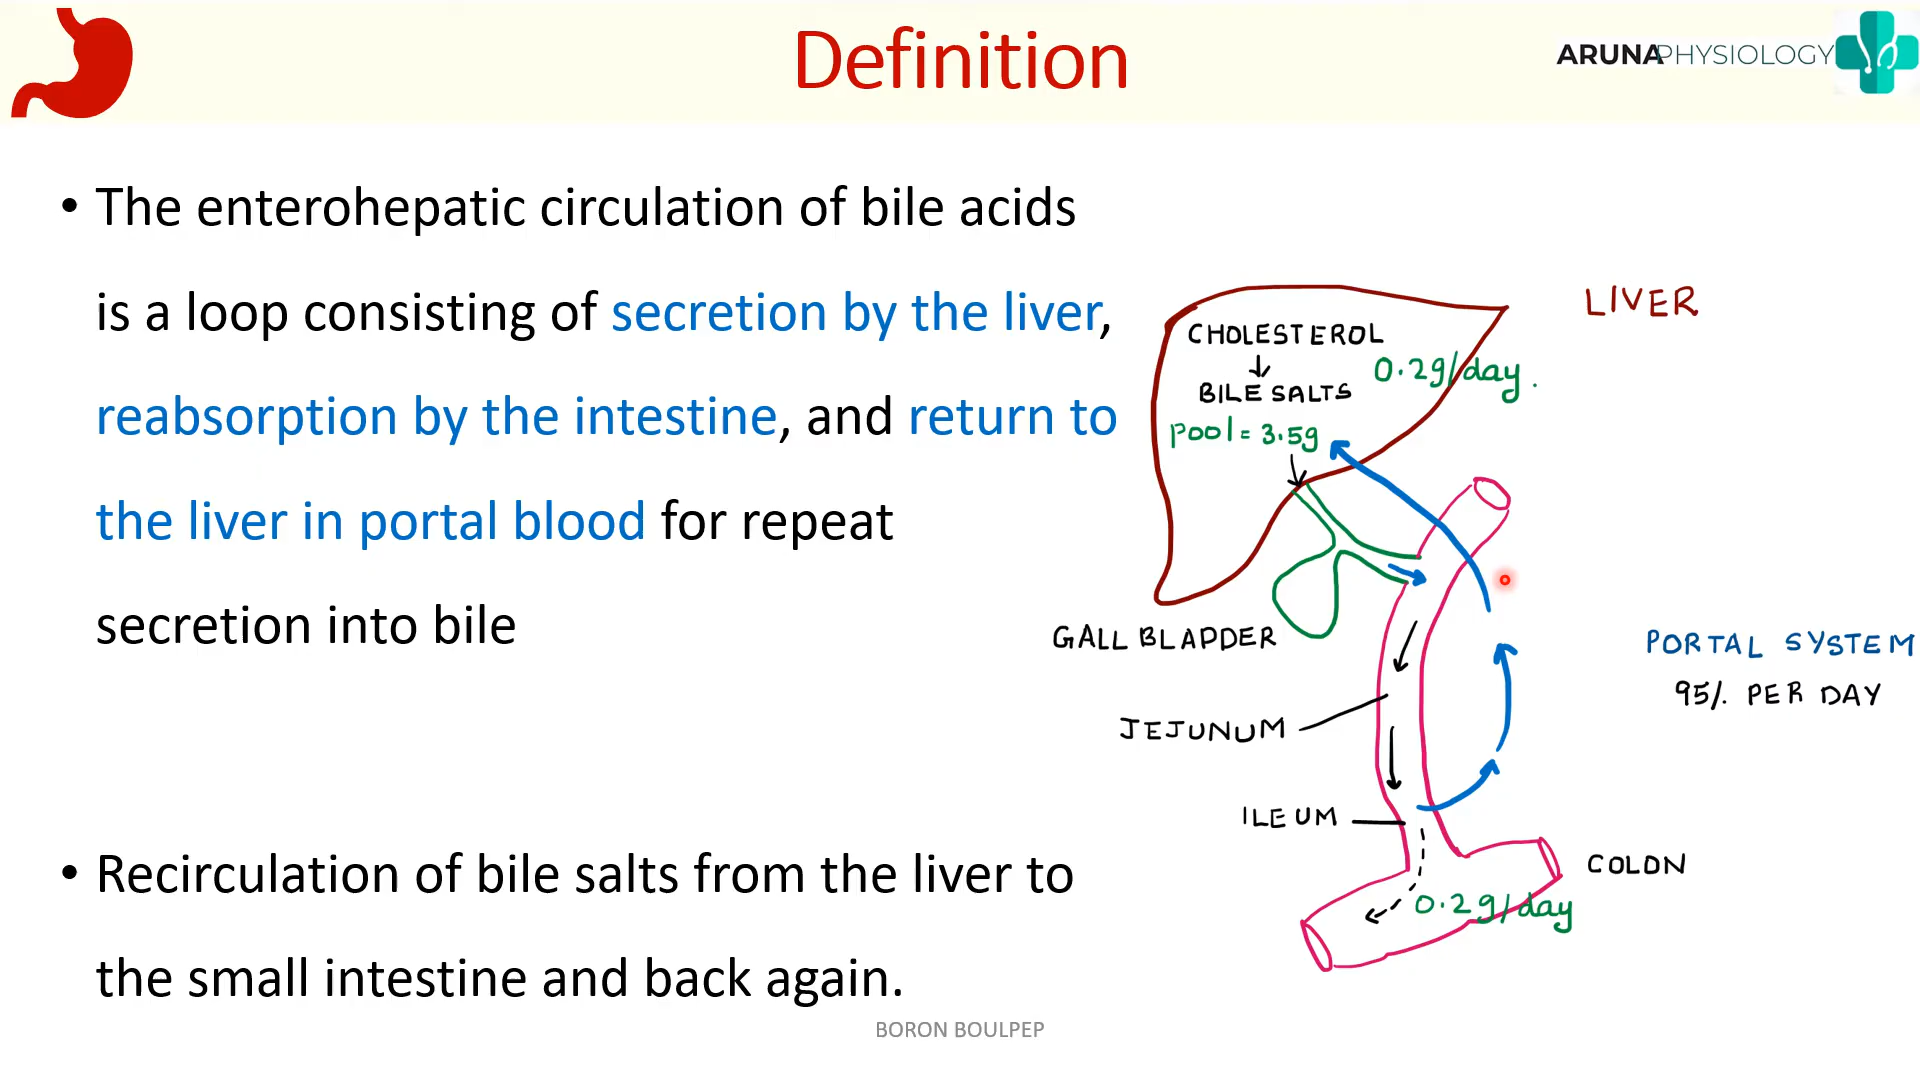 Definition
ARUNAPHYSIOLOGY
• The enterohepatic circulation of bile acids
is a loop consisting of secretion by the liver,
reabsorption by the intestine, and return to
the liver in portal blood for repeat
secretion into bile
• Recirculation of bile salts from the liver to
the small intestine and back again.
LIVER
CHOLESTEROL
0.2g/day.
BILE SALTS
pool = 3.5g
GALL BLAPDER
PORTAL SYSTEM
95% PER DAY
JEJUNUM
ILEUM
COLON
0.2g/day
BORON BOULPEP